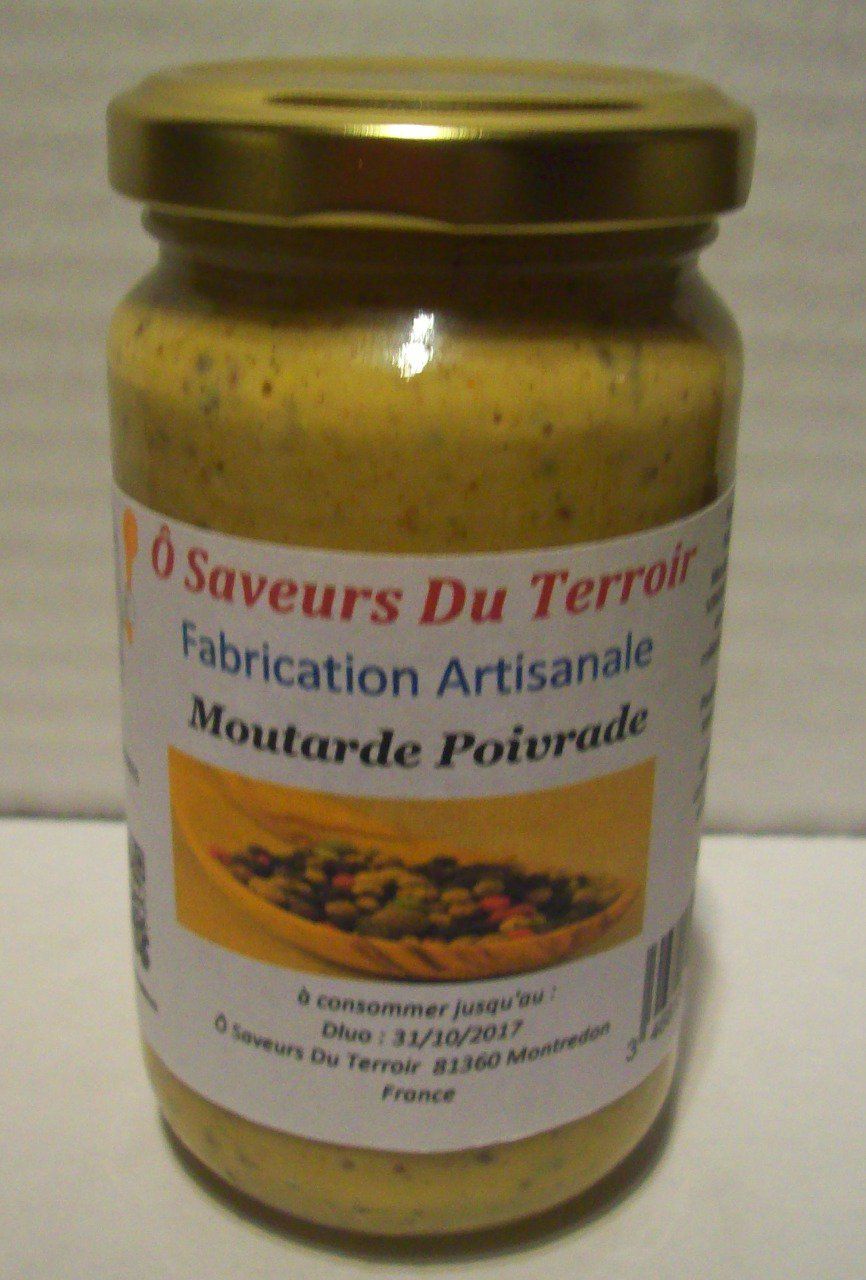 Ô Saveurs Du Terroir
Fabrication Artisanale
Moutarde Poivrade
à consommer jusqu'au :
Dluo : 31/10/2017
Ô Saveurs Du Terroir 81360 Montredon
France
3